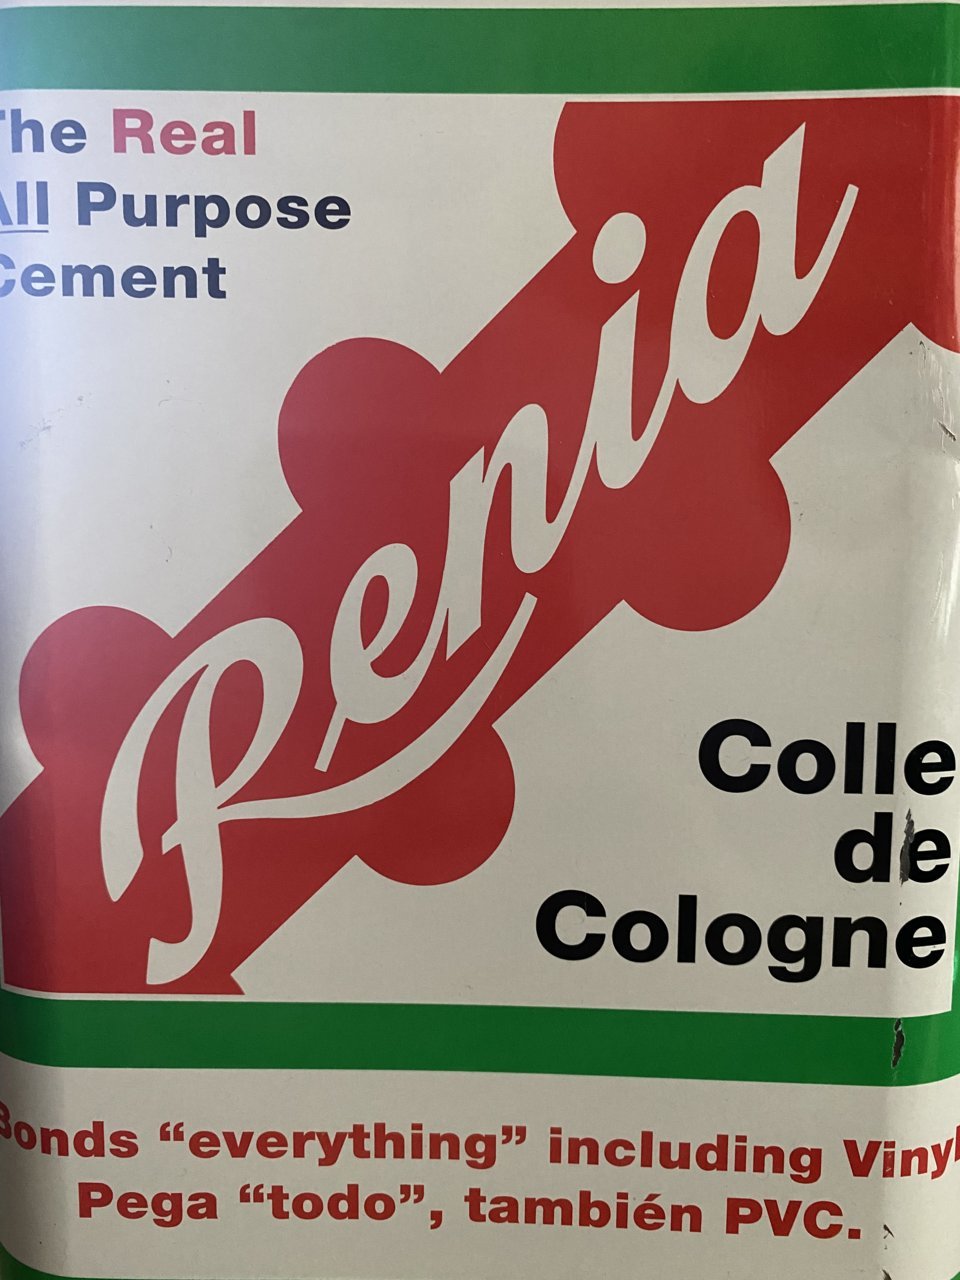 The Real
All Purpose
Cement
Renia
Colle
de
Cologne
Bonds “everything” including Vinyl
Pega “todo”, también PVC.